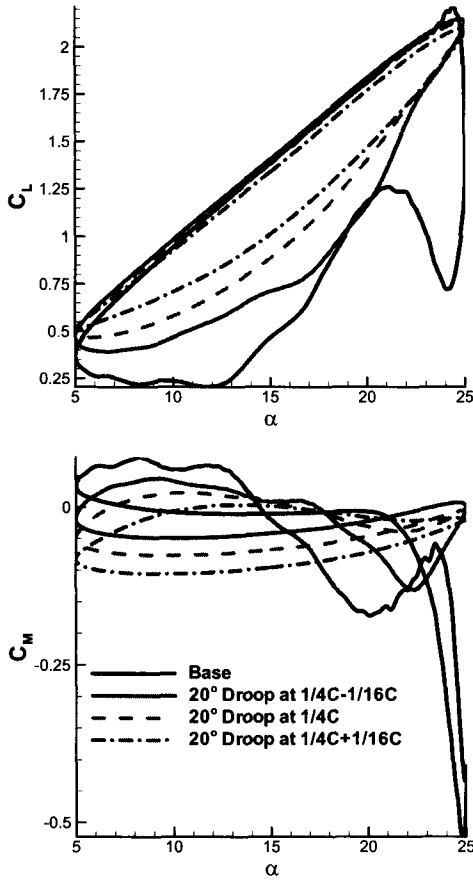 2
1.75
1.5
C_L
1.25
1
0.75
0.5
0.25
5 10 15 20 25
α
0
-0.25
C_M
Base
20° Droop at 1/4C-1/16C
20° Droop at 1/4C
20° Droop at 1/4C+1/16C
-0.5
5 10 15 20 25
α